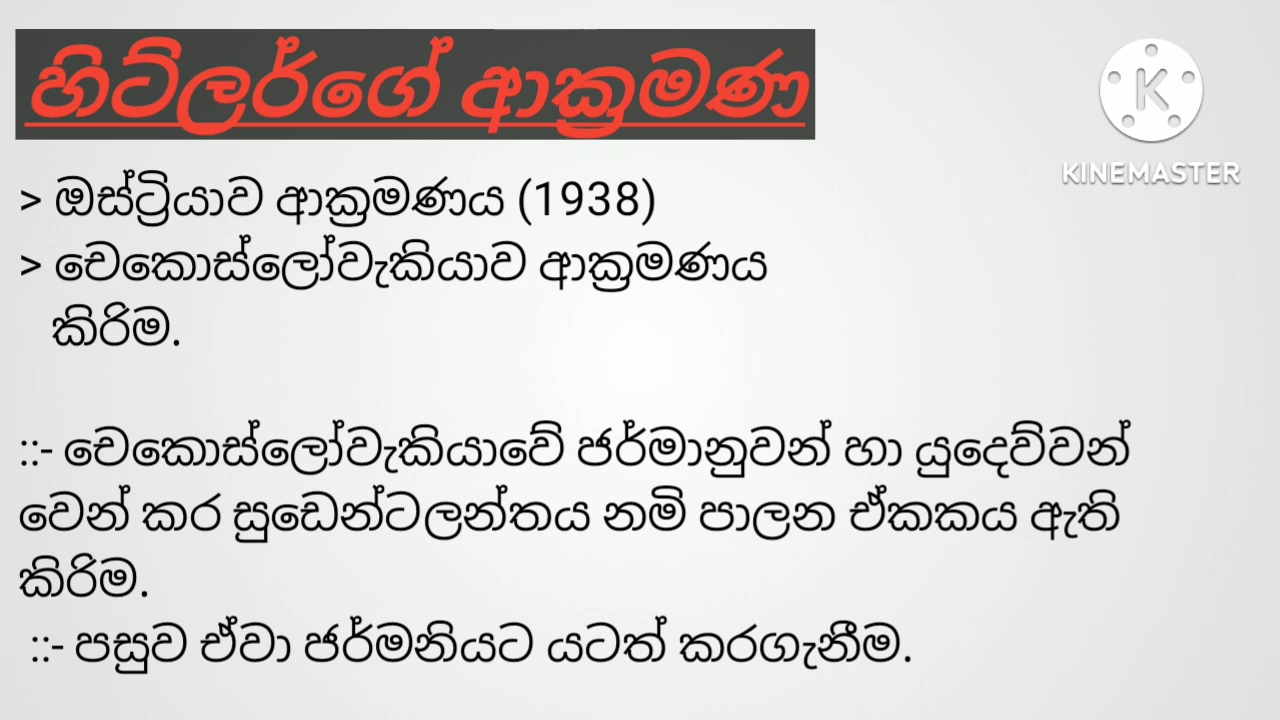 හිට්ලර්ගේ ආක්‍රමණ
KINEMASTER
> ඔස්ට්‍රියාව ආක්‍රමණය (1938)
> චෙකොස්ලෝවැකියාව ආක්‍රමණය
කිරිම.
::- චෙකොස්ලෝවැකියාවේ ජර්මානුවන් හා යුදෙව්වන්
වෙන් කර සුඩෙන්ටලන්තය නමි පාලන ඒකකය ඇති
කිරිම.
::- පසුව ඒවා ජර්මනියට යටත් කරගැනීම.